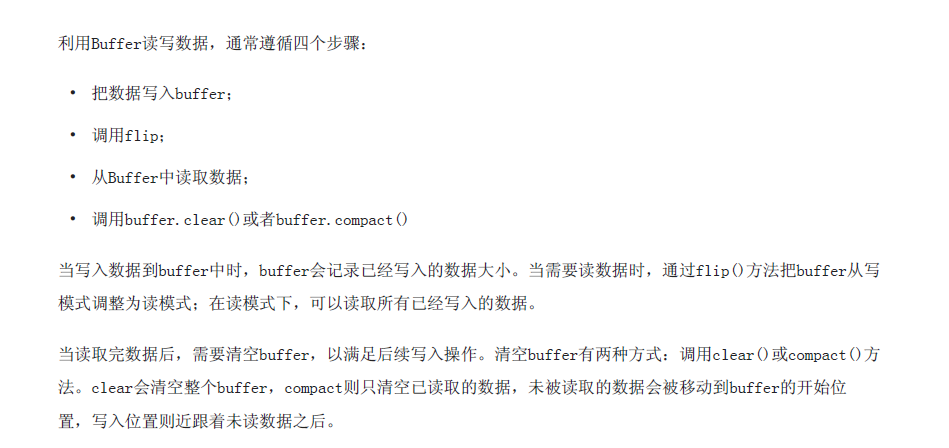 利用Buffer读写数据，通常遵循四个步骤：
• 把数据写入buffer；
• 调用flip；
• 从Buffer中读取数据；
• 调用buffer.clear()或者buffer.compact()
当写入数据到buffer中时，buffer会记录已经写入的数据大小。当需要读数据时，通过flip()方法把buffer从写
模式调整为读模式；在读模式下，可以读取所有已经写入的数据。
当读取完数据后，需要清空buffer，以满足后续写入操作。清空buffer有两种方式：调用clear()或compact()方
法。clear会清空整个buffer，compact则只清空已读取的数据，未被读取的数据会被移动到buffer的开始位
置，写入位置则近跟着未读数据之后。